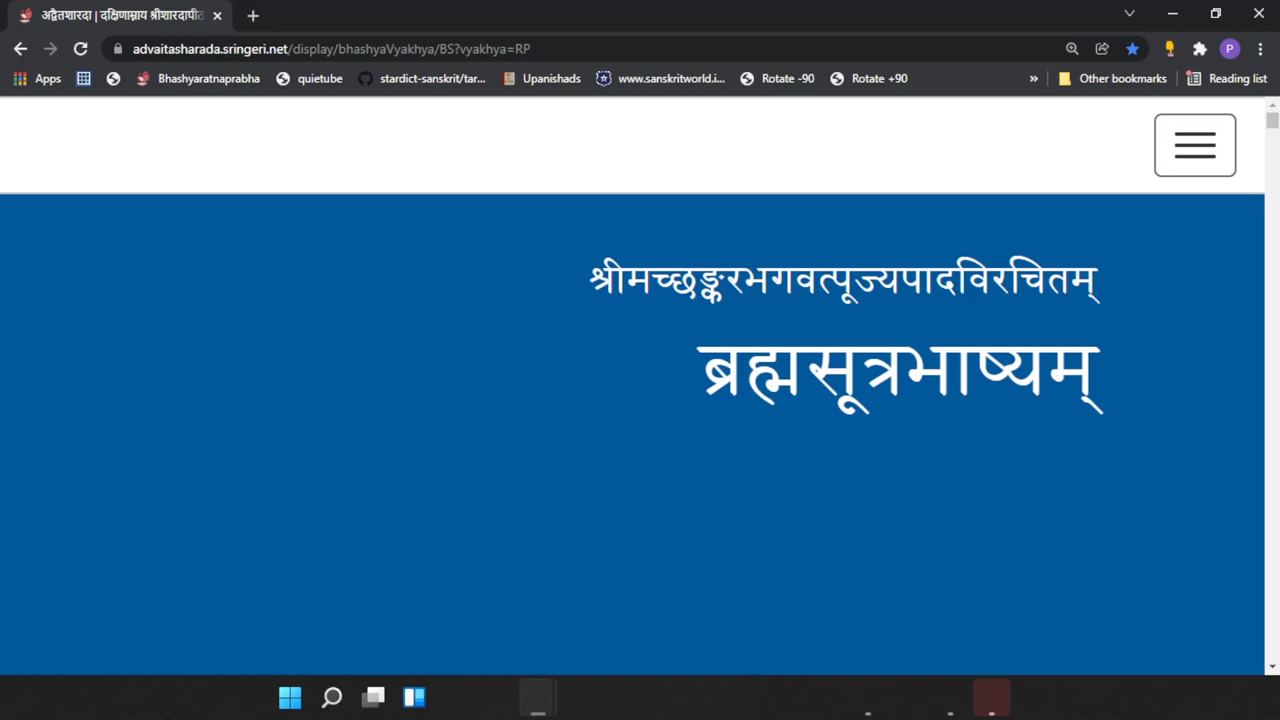 अद्वैतशारदा | दक्षिणाम्नाय श्रीशारदापीठ
advaitasharada.sringeri.net/display/bhashyaVyakhya/BS?vyakhya=RP
P
Apps Bhashyaratnaprabha quietube stardict-sanskrit/tar... Upanishads www.sanskritworld.i... Rotate -90 Rotate +90 » Other bookmarks Reading list
श्रीमच्छङ्करभगवत्पूज्यपादविरचितम्
ब्रह्मसूत्रभाष्यम्